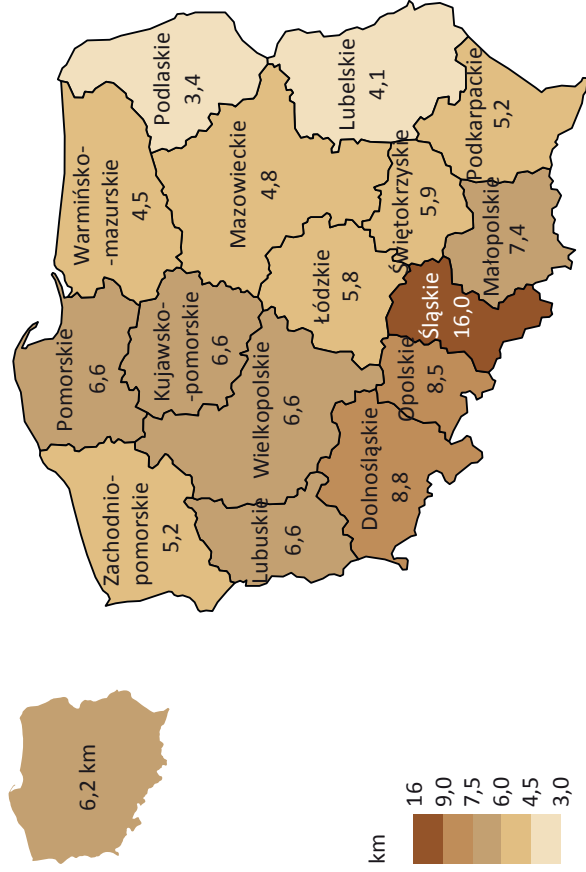 6,2 km
km
16
9,0
7,5
6,0
4,5
3,0
Pomorskie
6,6
Warmińsko-
-mazurskie
4,5
Podlaskie
3,4
Zachodnio-
pomorskie
5,2
Kujawsko-
-pomorskie
6,6
Mazowieckie
4,8
Lubuskie
6,6
Wielkopolskie
6,6
Łódzkie
5,8
Lubelskie
4,1
Dolnośląskie
8,8
Opolskie
8,5
Śląskie
16,0
Świętokrzyskie
5,9
Małopolskie
7,4
Podkarpackie
5,2